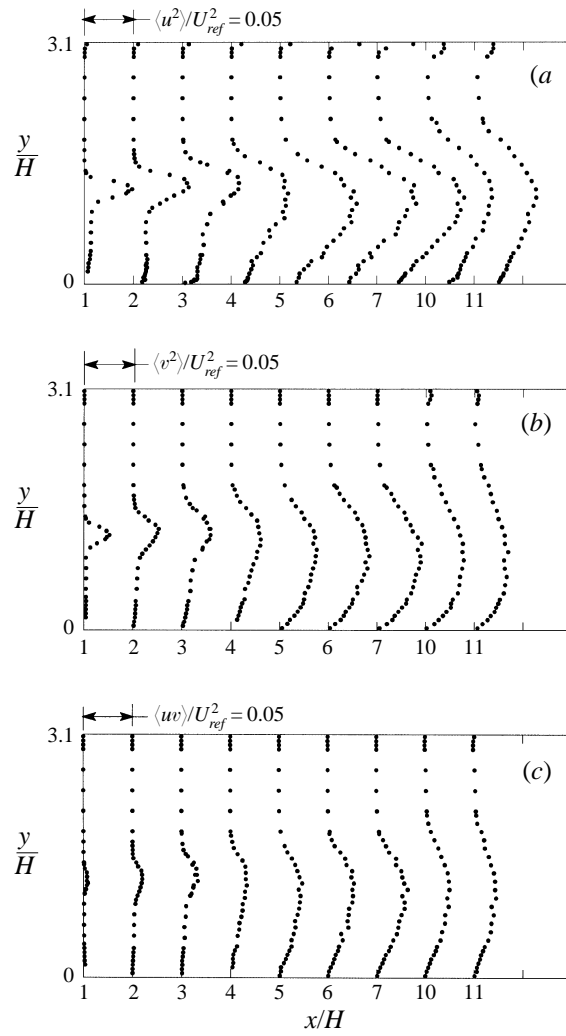 ⟨u²⟩/U²ref = 0.05
3.1
(a
y/H
0
1 2 3 4 5 6 7 10 11
⟨v²⟩/U²ref = 0.05
3.1
(b)
y/H
0
1 2 3 4 5 6 7 10 11
⟨uv⟩/U²ref = 0.05
3.1
(c)
y/H
0
1 2 3 4 5 6 7 10 11
x/H